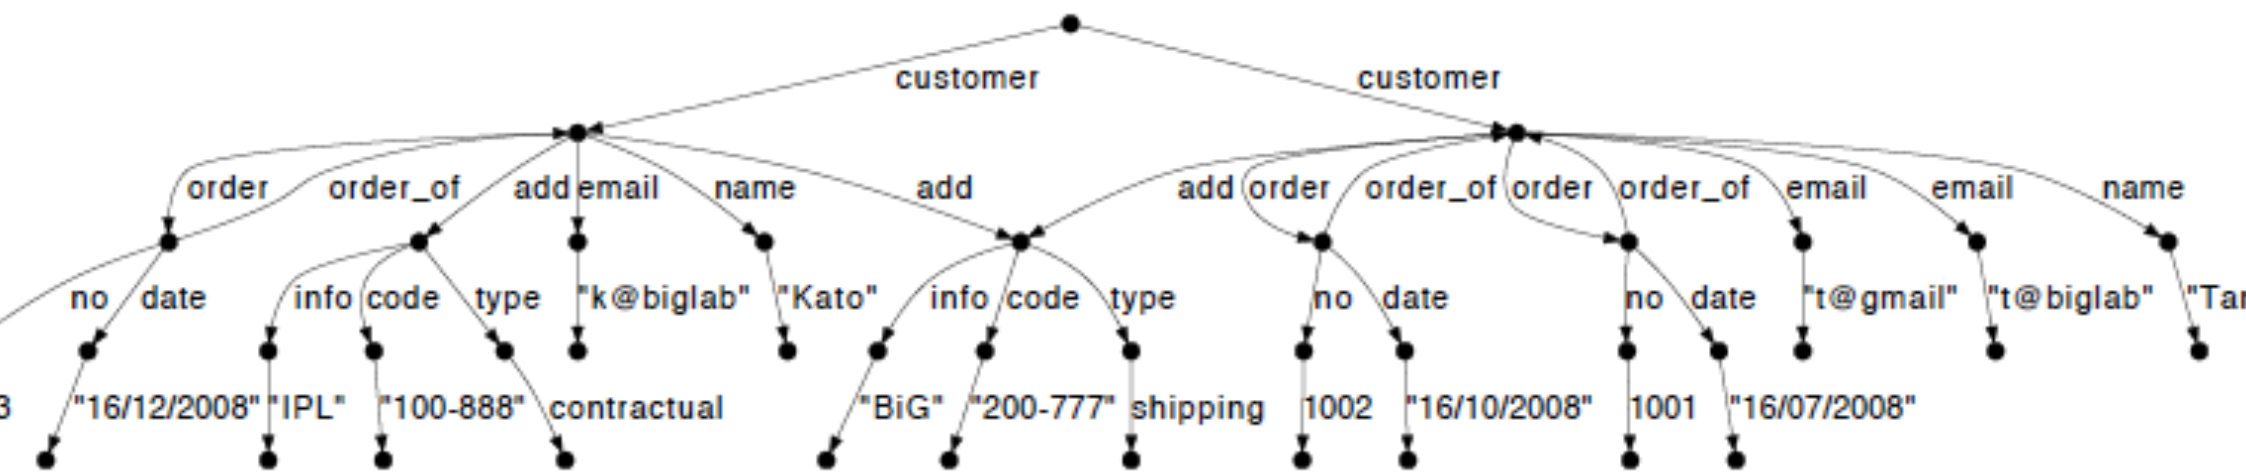 customer customer
order order_of add email name add add order order_of order order_of email email name
no date info code type "k@biglab" "Kato" info code type no date no date "t@gmail" "t@biglab" "Tar
3 "16/12/2008" "IPL" "100-888" contractual "BiG" "200-777" shipping 1002 "16/10/2008" 1001 "16/07/2008"